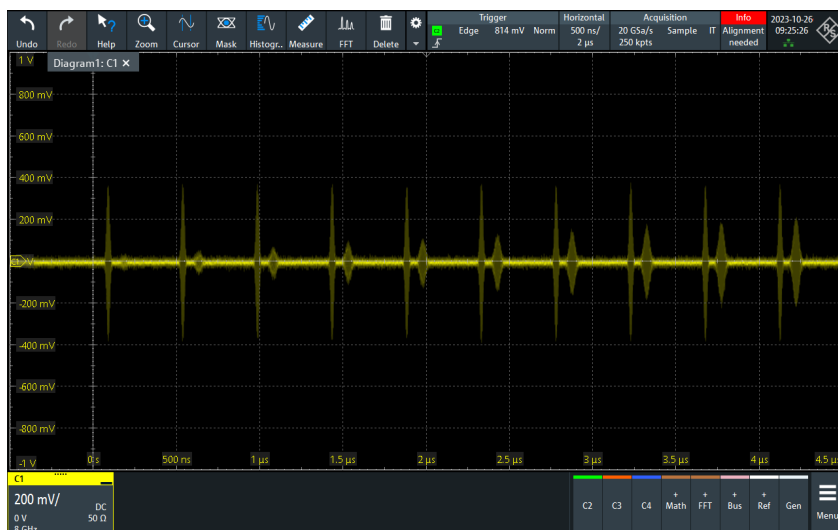 Undo
Redo
Help
Zoom
Cursor
Mask
Histogr..
Measure
FFT
Delete
Trigger
Edge 814 mV Norm
Horizontal
500 ns/
2 µs
Acquisition
20 GSa/s Sample IT
250 kpts
Info
Alignment
needed
2023-10-26
09:25:26
1 V
Diagram1: C1 ×
800 mV
600 mV
400 mV
200 mV
C1 V
-200 mV
-400 mV
-600 mV
-800 mV
-1 V
0 s
500 ns
1 µs
1.5 µs
2 µs
2.5 µs
3 µs
3.5 µs
4 µs
4.5 µs
C1
200 mV/
DC
0 V
50 Ω
8 GHz
C2
C3
C4
+
Math
+
FFT
+
Bus
+
Ref
Gen
Menu